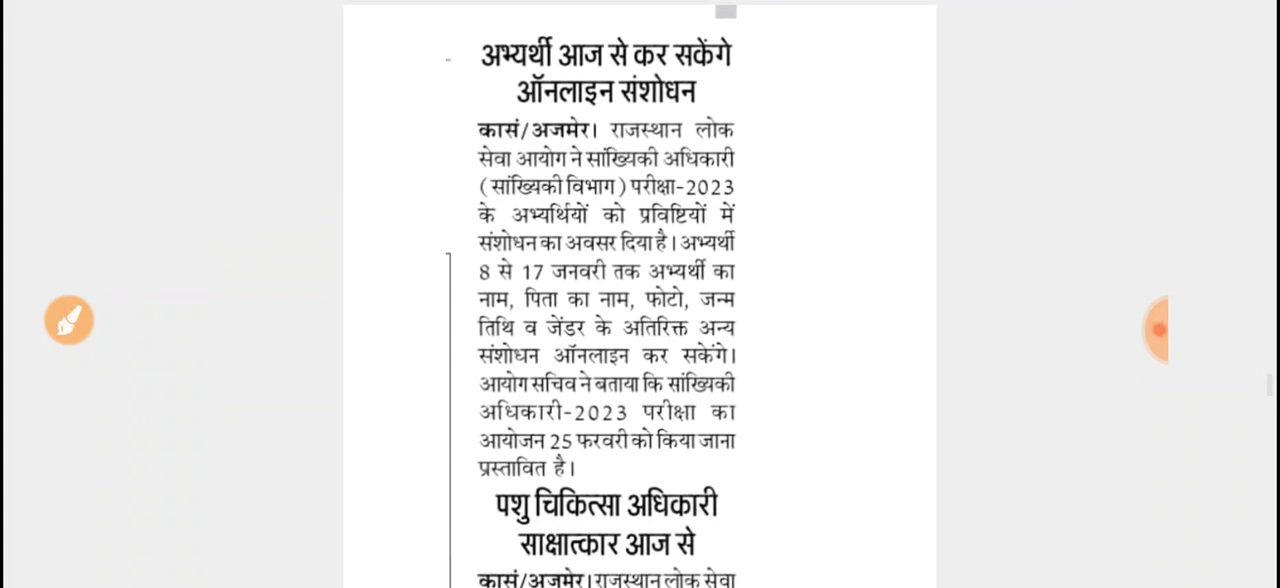 अभ्यर्थी आज से कर सकेंगे
ऑनलाइन संशोधन
कासं/अजमेर। राजस्थान लोक
सेवा आयोग ने सांख्यिकी अधिकारी
(सांख्यिकी विभाग) परीक्षा-2023
के अभ्यर्थियों को प्रविष्टियों में
संशोधन का अवसर दिया है। अभ्यर्थी
8 से 17 जनवरी तक अभ्यर्थी का
नाम, पिता का नाम, फोटो, जन्म
तिथि व जेंडर के अतिरिक्त अन्य
संशोधन ऑनलाइन कर सकेंगे।
आयोग सचिव ने बताया कि सांख्यिकी
अधिकारी-2023 परीक्षा का
आयोजन 25 फरवरी को किया जाना
प्रस्तावित है।
पशु चिकित्सा अधिकारी
साक्षात्कार आज से
कासं/अजमेर। राजस्थान लोक सेवा